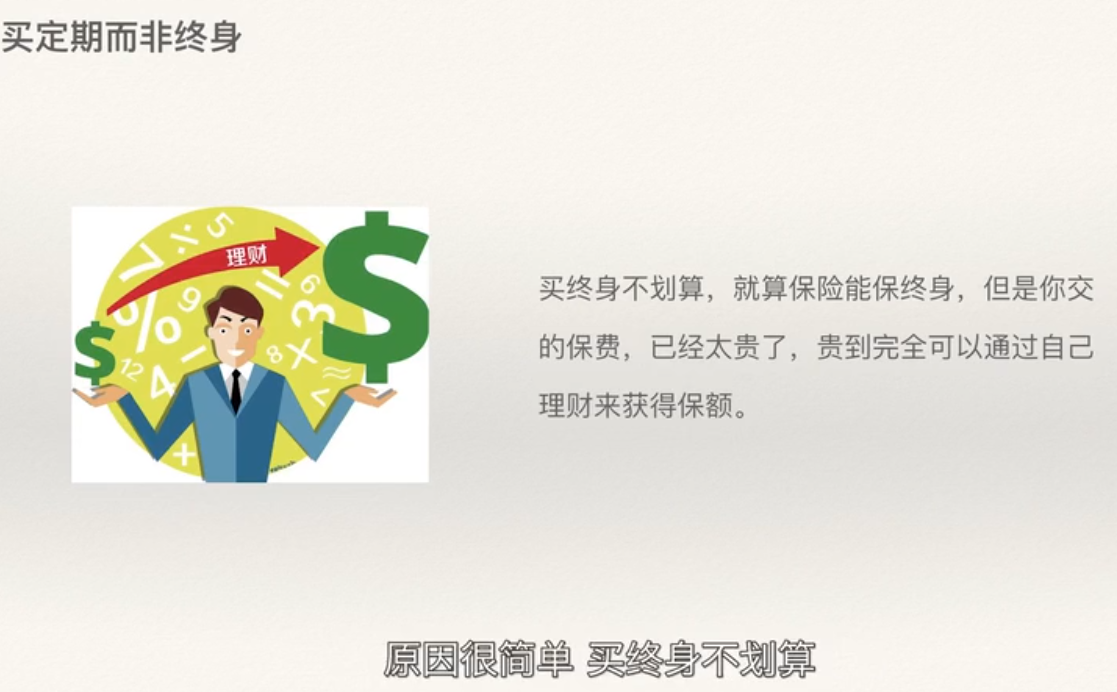 买定期而非终身
理财
买终身不划算，就算保险能保终身，但是你交
的保费，已经太贵了，贵到完全可以通过自己
理财来获得保额。
原因很简单 买终身不划算